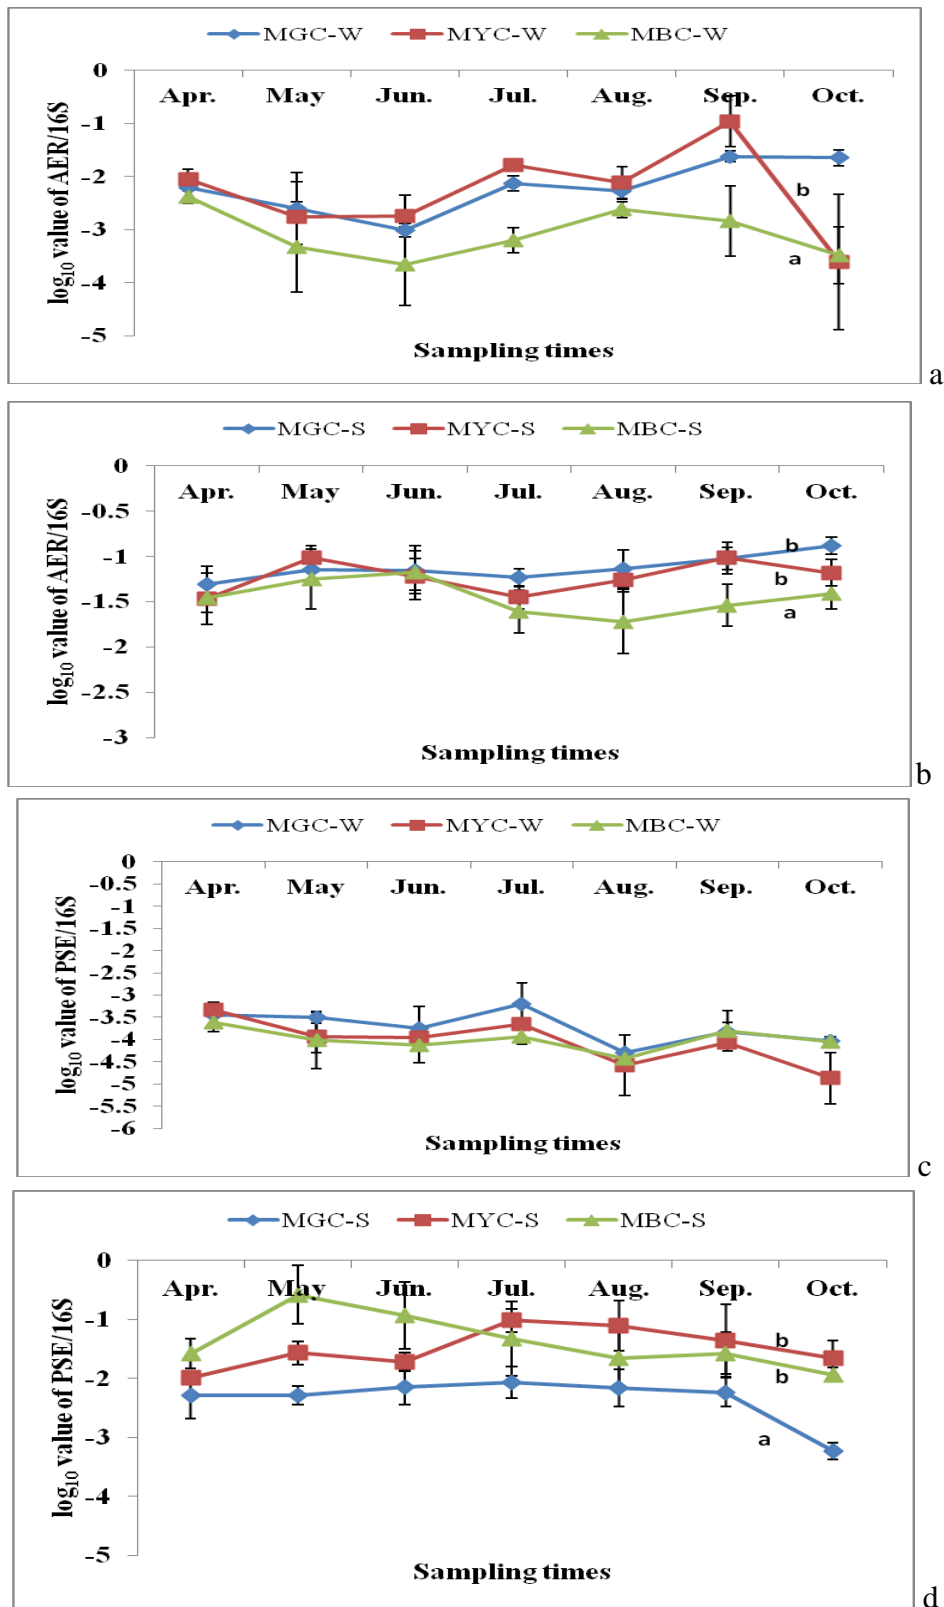 MGC-W MYC-W MBC-W
0
Apr. May Jun. Jul. Aug. Sep. Oct.
-1
-2
-3
-4
-5
log10 value of AER/16S
b
a
Sampling times
a
MGC-S MYC-S MBC-S
0
Apr. May Jun. Jul. Aug. Sep. Oct.
-0.5
-1
-1.5
-2
-2.5
-3
log10 value of AER/16S
b
b
a
Sampling times
b
MGC-W MYC-W MBC-W
0
Apr. May Jun. Jul. Aug. Sep. Oct.
-0.5
-1
-1.5
-2
-2.5
-3
-3.5
-4
-4.5
-5
-5.5
-6
log10 value of PSE/16S
Sampling times
c
MGC-S MYC-S MBC-S
0
Apr. May Jun. Jul. Aug. Sep. Oct.
-1
-2
-3
-4
-5
log10 value of PSE/16S
b
b
a
Sampling times
d